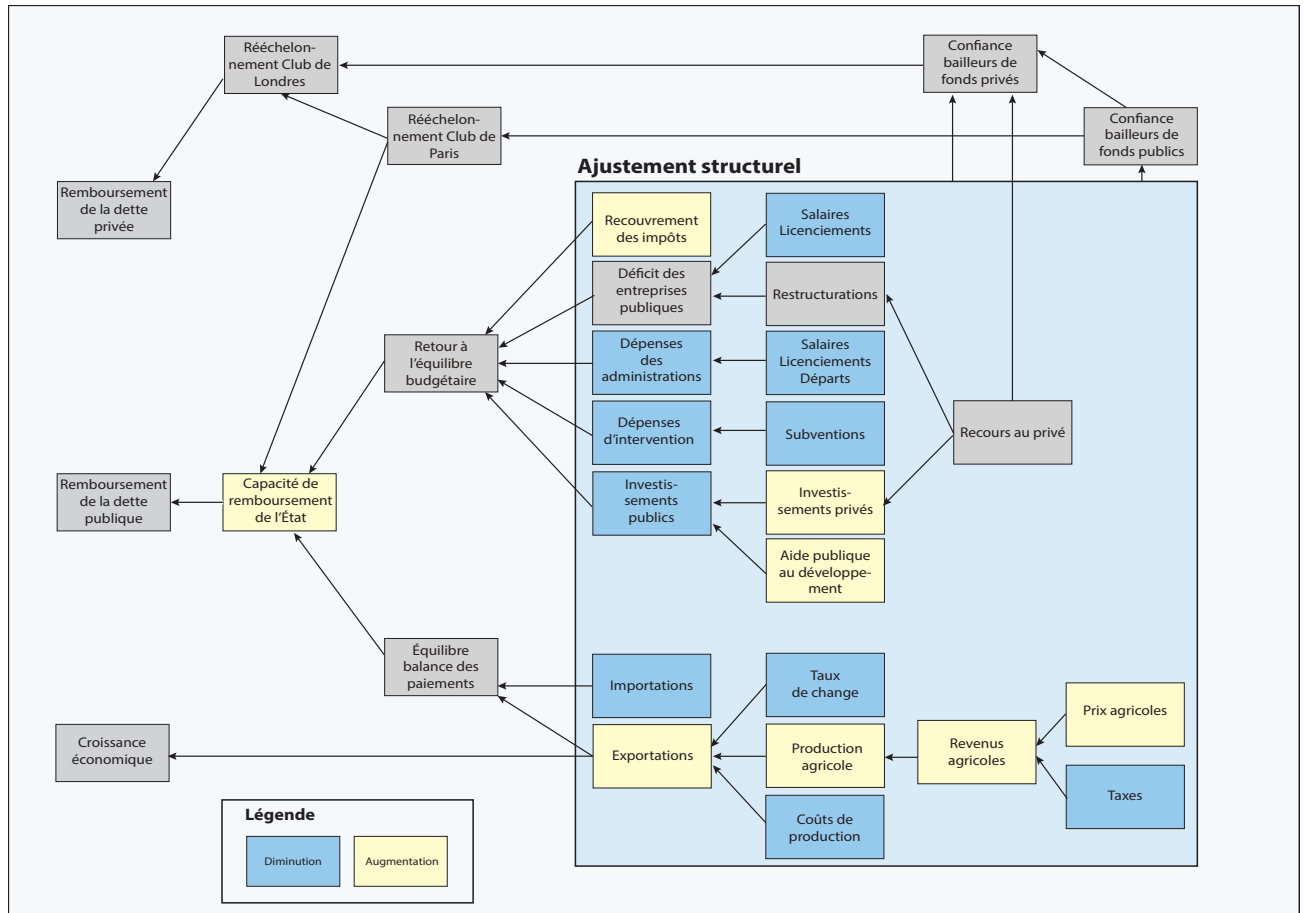 Rééchelon-
nement Club de
Londres
Confiance
bailleurs de
fonds privés
Rééchelon-
nement Club de
Paris
Confiance
bailleurs de
fonds publics
Ajustement structurel
Remboursement
de la dette
privée
Recouvrement
des impôts
Salaires
Licenciements
Déficit des
entreprises
publiques
Restructurations
Retour à
l’équilibre
budgétaire
Dépenses
des
administrations
Salaires
Licenciements
Départs
Dépenses
d’intervention
Subventions
Recours au privé
Remboursement
de la dette
publique
Capacité de
remboursement
de l’État
Investis-
sements
publics
Investis-
sements privés
Aide publique
au développe-
ment
Équilibre
balance des
paiements
Importations
Taux
de change
Prix agricoles
Croissance
économique
Exportations
Production
agricole
Revenus
agricoles
Taxes
Coûts de
production
Légende
Diminution
Augmentation